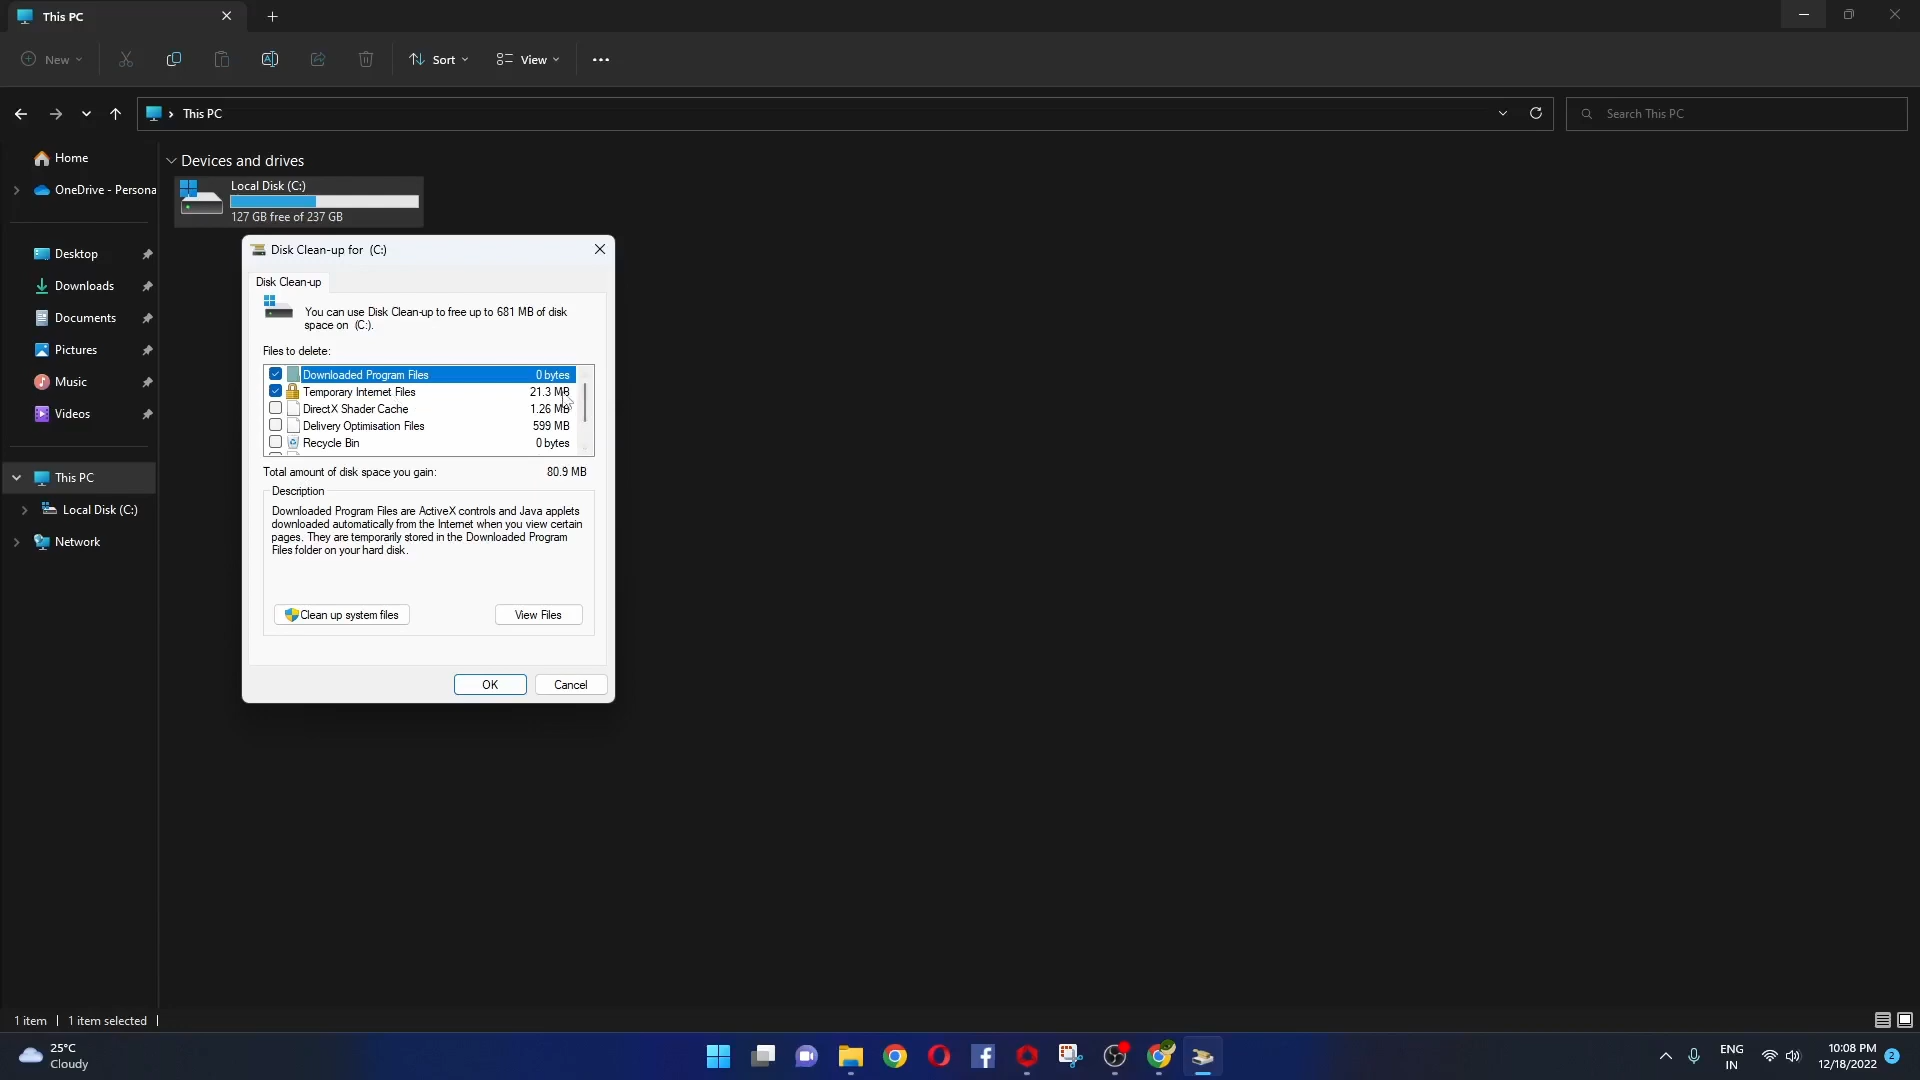 This PC
New
Sort
View
This PC
Search This PC
Home
OneDrive - Persona
Desktop
Downloads
Documents
Pictures
Music
Videos
This PC
Local Disk (C:)
Network
Devices and drives
Local Disk (C:)
127 GB free of 237 GB
Disk Clean-up for (C:)
Disk Clean-up
You can use Disk Clean-up to free up to 681 MB of disk
space on (C:).
Files to delete:
Downloaded Program Files 0 bytes
Temporary Internet Files 21.3 MB
DirectX Shader Cache 1.26 MB
Delivery Optimisation Files 599 MB
Recycle Bin 0 bytes
Total amount of disk space you gain: 80.9 MB
Description
Downloaded Program Files are ActiveX controls and Java applets
downloaded automatically from the Internet when you view certain
pages. They are temporarily stored in the Downloaded Program
Files folder on your hard disk.
Clean up system files
View Files
OK
Cancel
1 item
1 item selected
25°C
Cloudy
ENG
IN
10:08 PM
12/18/2022
2